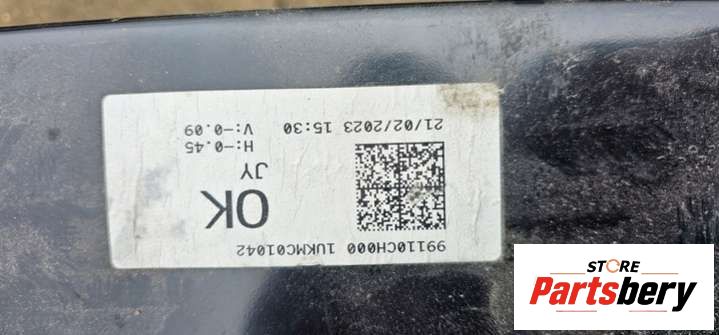 99110CH000 1UKMC01042
OK
JY
H:-0.45
V:-0.09
21/02/2023 15:30
STORE
Partsbery